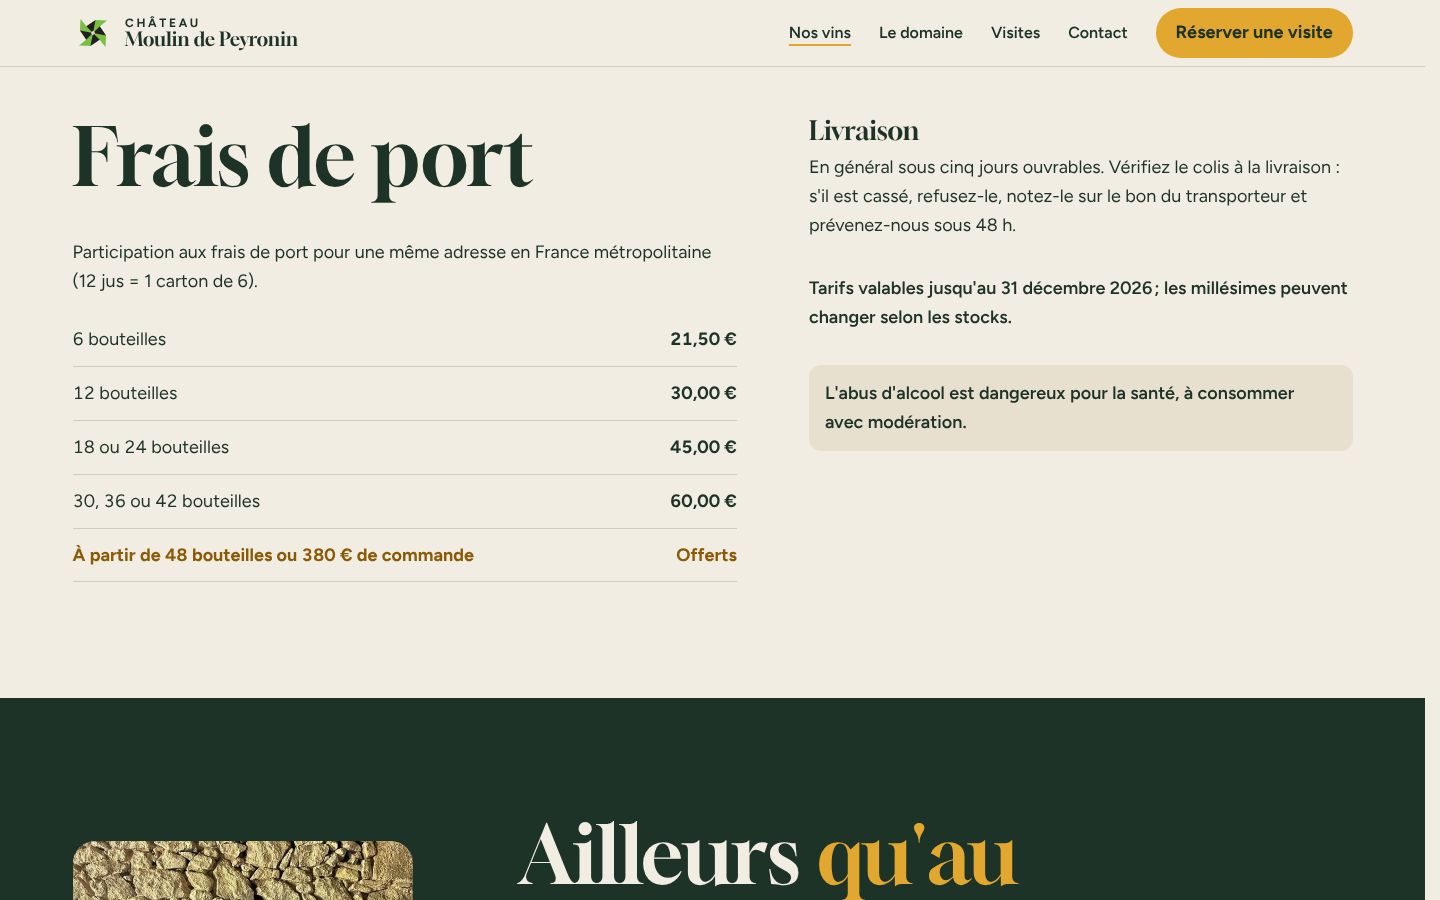 CHÂTEAU
Moulin de Peyronin
Nos vins
Le domaine
Visites
Contact
Réserver une visite
Frais de port
Participation aux frais de port pour une même adresse en France métropolitaine
(12 jus = 1 carton de 6).
6 bouteilles 21,50 €
12 bouteilles 30,00 €
18 ou 24 bouteilles 45,00 €
30, 36 ou 42 bouteilles 60,00 €
À partir de 48 bouteilles ou 380 € de commande Offerts
Livraison
En général sous cinq jours ouvrables. Vérifiez le colis à la livraison :
s'il est cassé, refusez-le, notez-le sur le bon du transporteur et
prévenez-nous sous 48 h.
Tarifs valables jusqu'au 31 décembre 2026 ; les millésimes peuvent
changer selon les stocks.
L'abus d'alcool est dangereux pour la santé, à consommer
avec modération.
Ailleurs qu'au